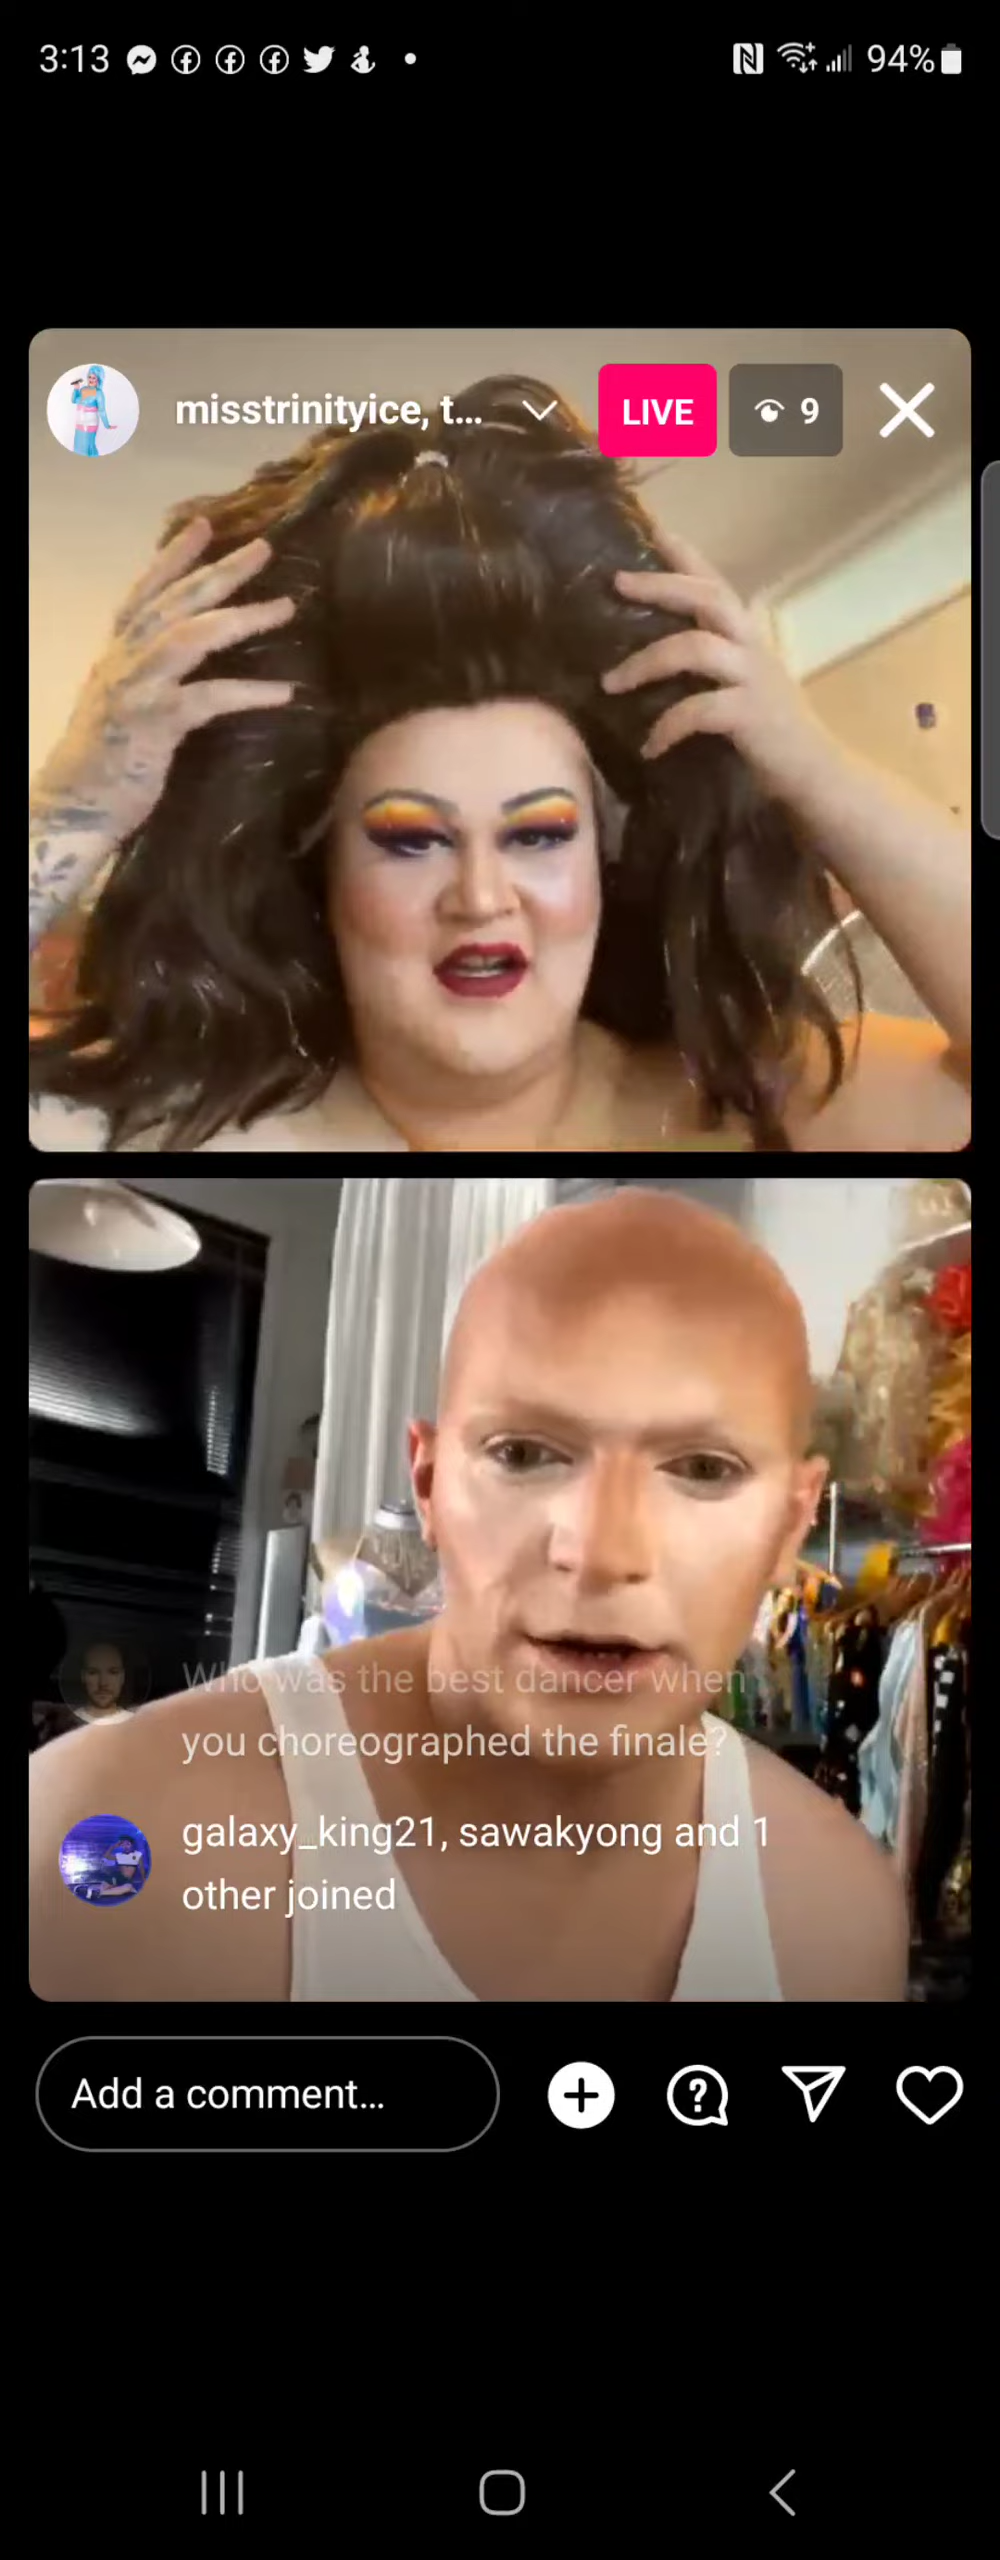 3:13
94%
misstrinityice, t...
LIVE
9
Who was the best dancer when
you choreographed the finale?
galaxy_king21, sawakyong and 1
other joined
Add a comment...